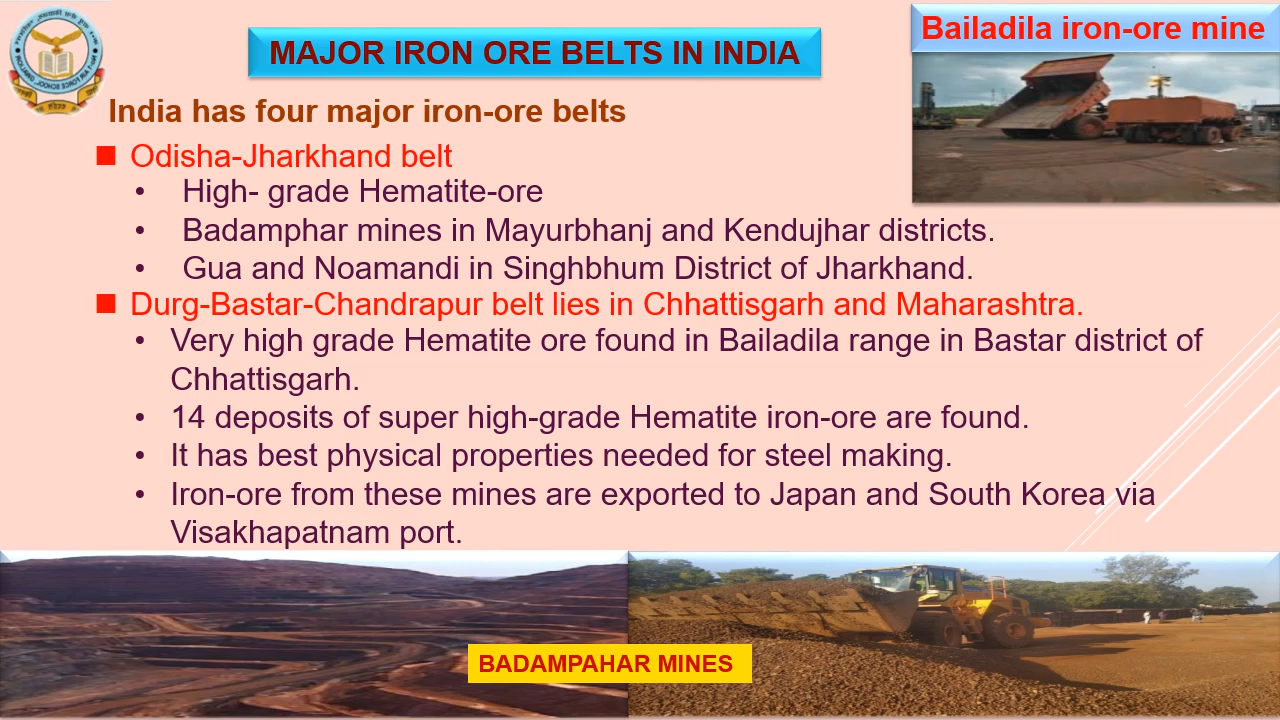 MAJOR IRON ORE BELTS IN INDIA
Bailadila iron-ore mine
India has four major iron-ore belts
Odisha-Jharkhand belt
• High- grade Hematite-ore
• Badamphar mines in Mayurbhanj and Kendujhar districts.
• Gua and Noamandi in Singhbhum District of Jharkhand.
Durg-Bastar-Chandrapur belt lies in Chhattisgarh and Maharashtra.
• Very high grade Hematite ore found in Bailadila range in Bastar district of
Chhattisgarh.
• 14 deposits of super high-grade Hematite iron-ore are found.
• It has best physical properties needed for steel making.
• Iron-ore from these mines are exported to Japan and South Korea via
Visakhapatnam port.
BADAMPAHAR MINES